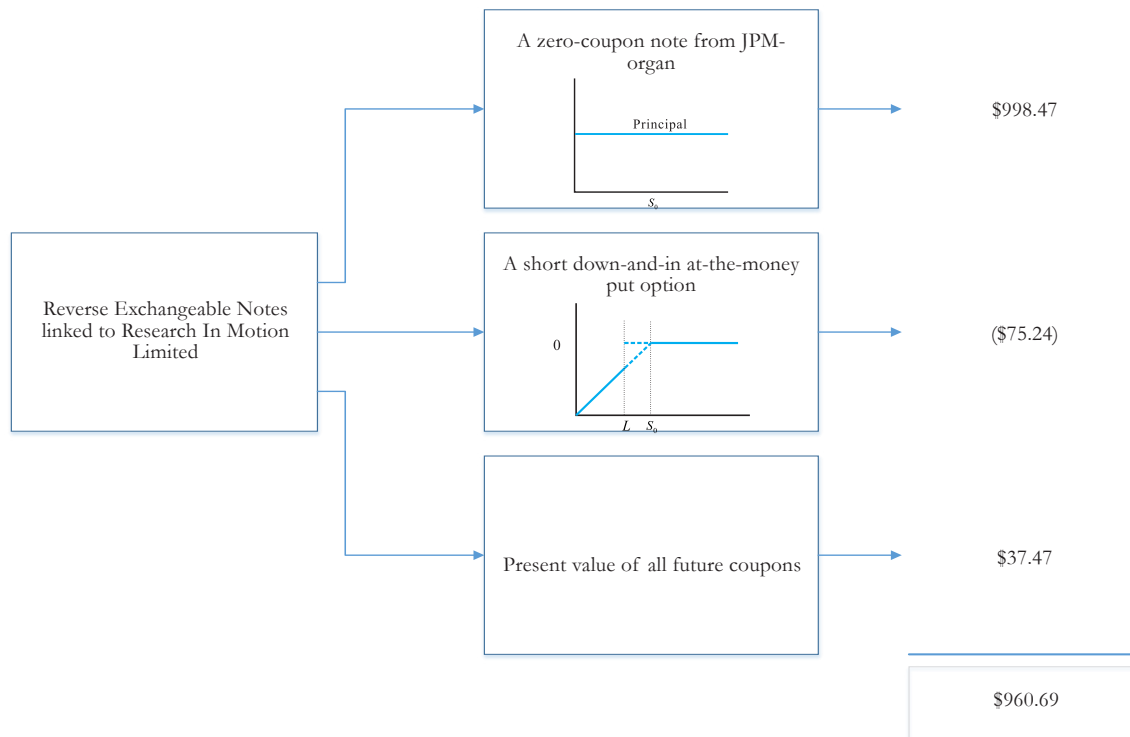 A zero-coupon note from JPM-
organ
Principal
S₀
$998.47
Reverse Exchangeable Notes
linked to Research In Motion
Limited
A short down-and-in at-the-money
put option
0
L S₀
($75.24)
Present value of all future coupons
$37.47
$960.69